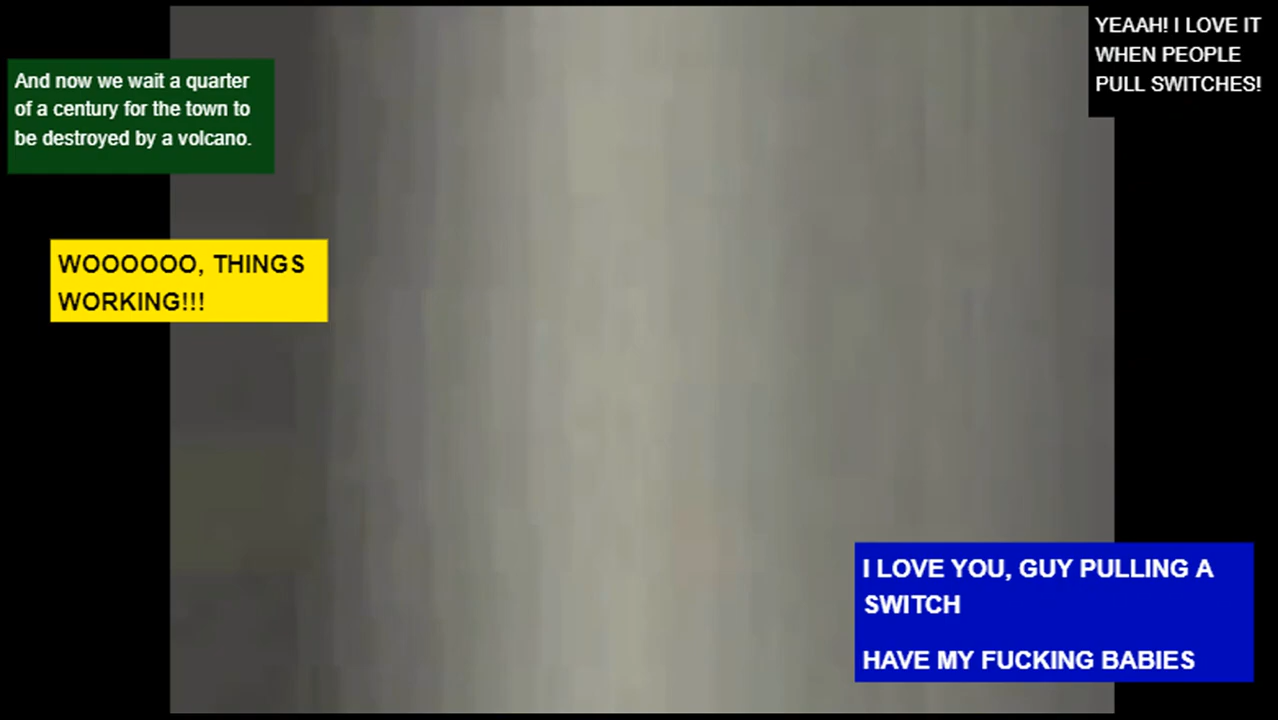 YEAAH! I LOVE IT
WHEN PEOPLE
PULL SWITCHES!
And now we wait a quarter
of a century for the town to
be destroyed by a volcano.
WOOOOOO, THINGS
WORKING!!!
I LOVE YOU, GUY PULLING A
SWITCH
HAVE MY FUCKING BABIES